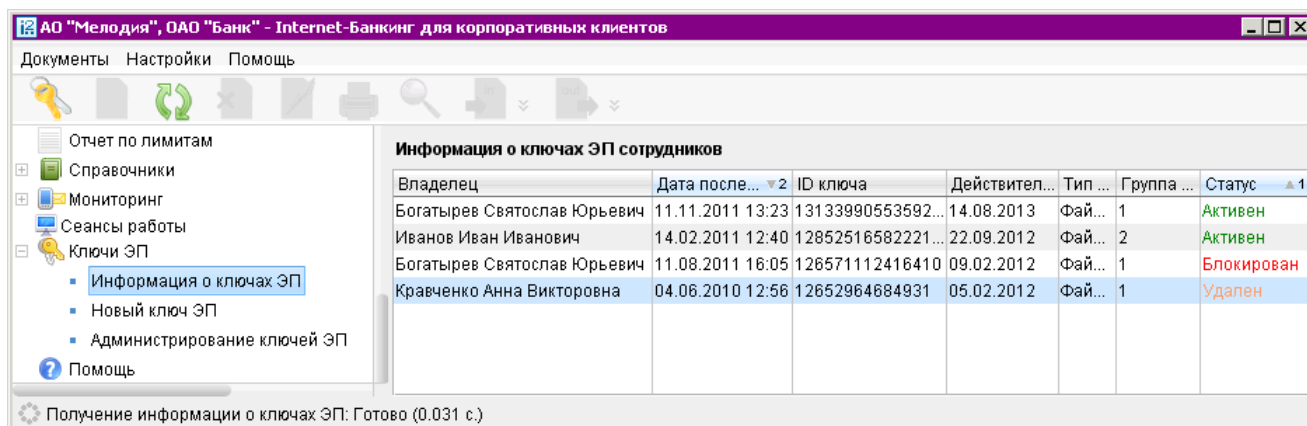 АО "Мелодия", ОАО "Банк" - Internet-Банкинг для корпоративных клиентов
Документы Настройки Помощь
in out
Отчет по лимитам
Справочники
Мониторинг
Сеансы работы
Ключи ЭП
Информация о ключах ЭП
Новый ключ ЭП
Администрирование ключей ЭП
Помощь
Информация о ключах ЭП сотрудников
Владелец Дата после... 2 ID ключа Действител... Тип ... Группа ... Статус 1
Богатырев Святослав Юрьевич 11.11.2011 13:23 13133990553592... 14.08.2013 Фай... 1 Активен
Иванов Иван Иванович 14.02.2011 12:40 12852516582221... 22.09.2012 Фай... 2 Активен
Богатырев Святослав Юрьевич 11.08.2011 16:05 126571112416410 09.02.2012 Фай... 1 Блокирован
Кравченко Анна Викторовна 04.06.2010 12:56 12652964684931 05.02.2012 Фай... 1 Удален
Получение информации о ключах ЭП: Готово (0.031 с.)